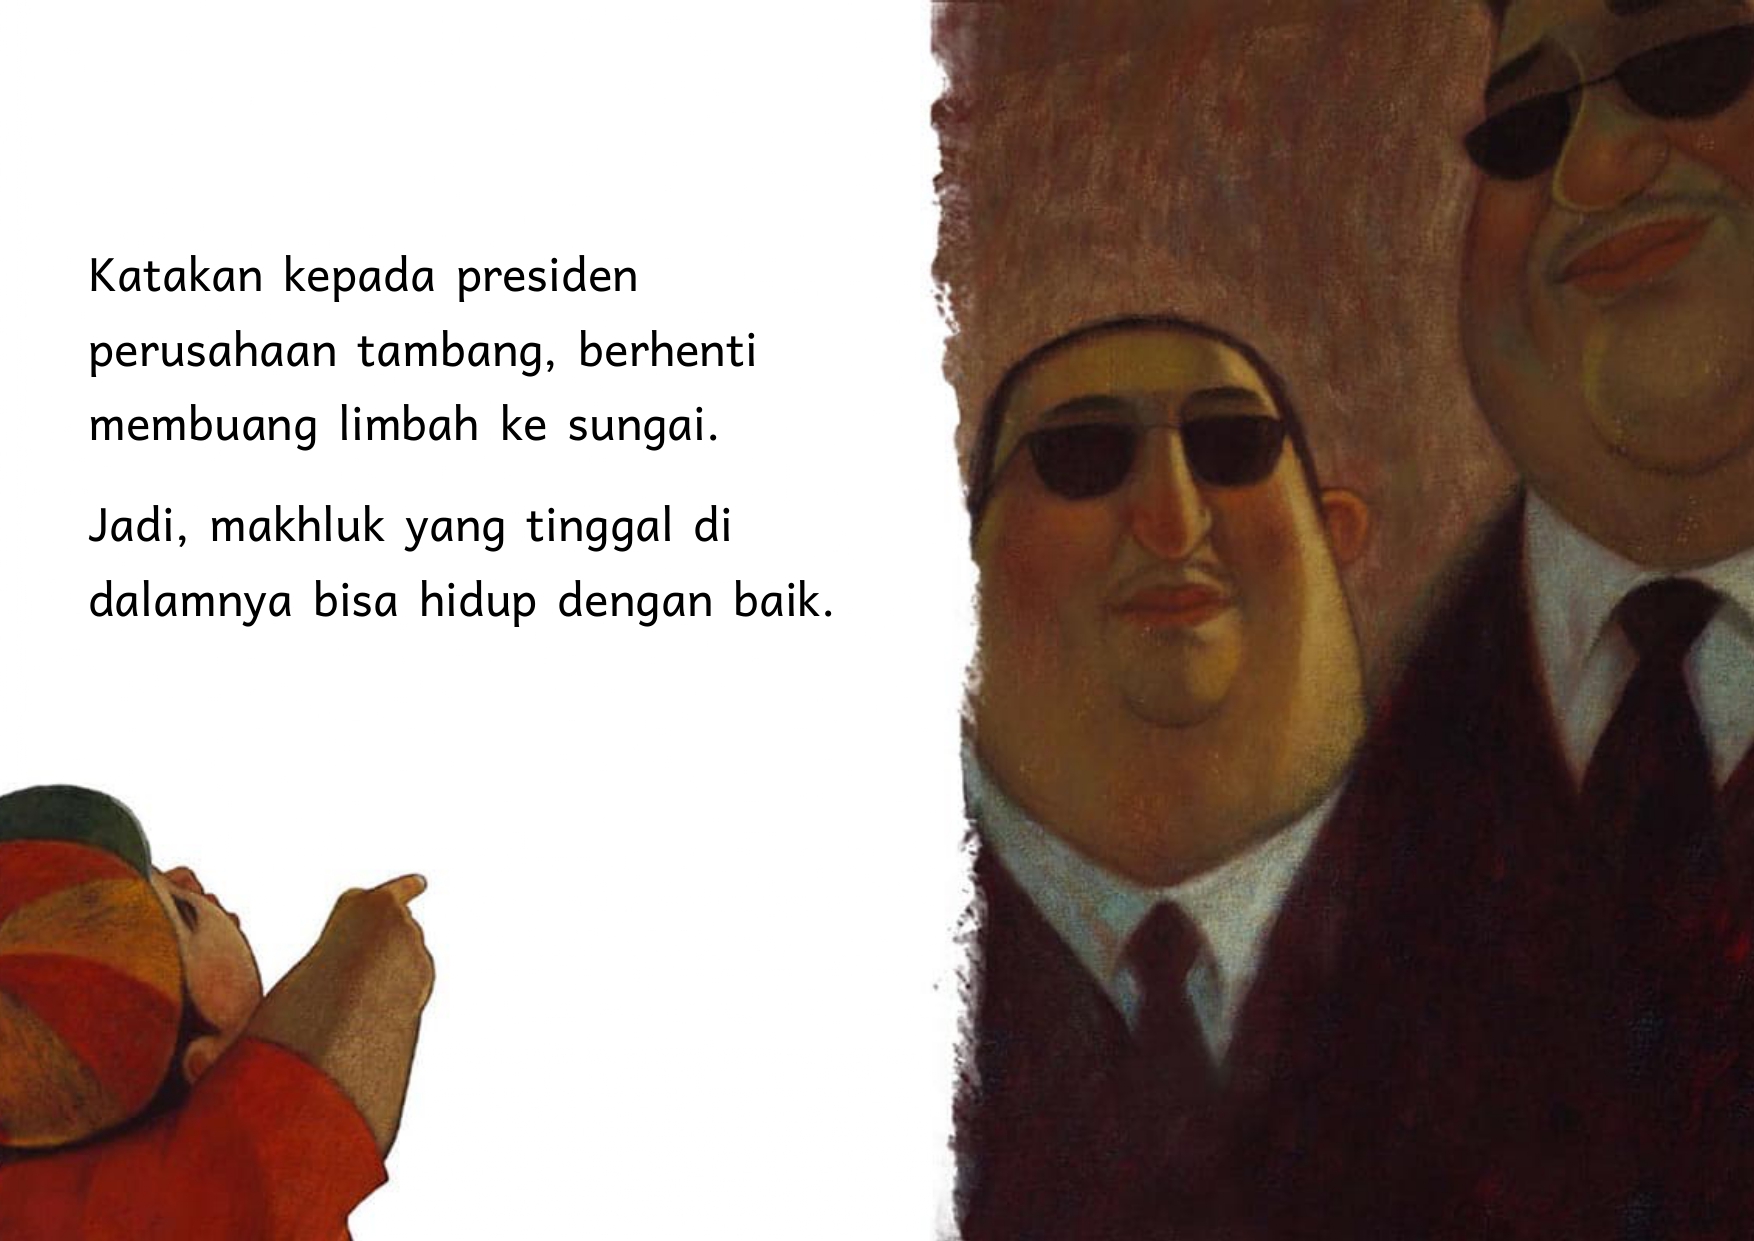 Katakan kepada presiden
perusahaan tambang, berhenti
membuang limbah ke sungai.
Jadi, makhluk yang tinggal di
dalamnya bisa hidup dengan baik.